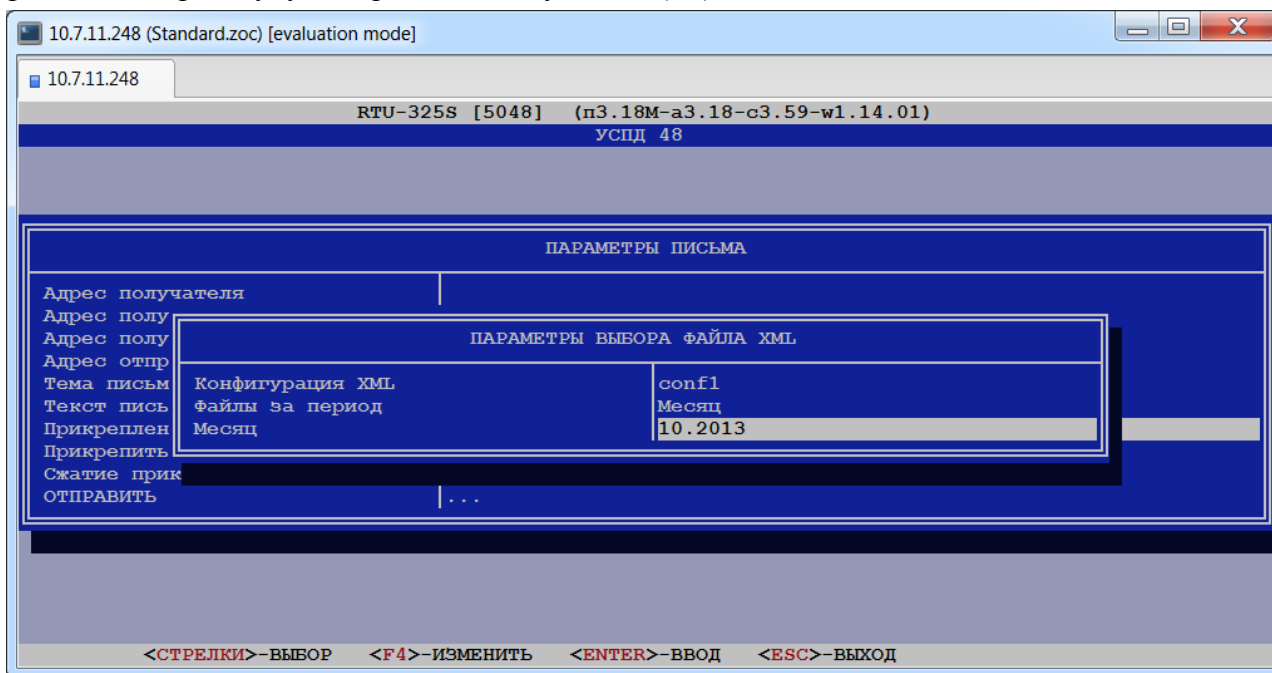 10.7.11.248 (Standard.zoc) [evaluation mode]
10.7.11.248
RTU-325S [5048] (п3.18M-a3.18-c3.59-w1.14.01)
УСПД 48
ПАРАМЕТРЫ ПИСЬМА
Адрес получателя
Адрес полу
Адрес полу
ПАРАМЕТРЫ ВЫБОРА ФАЙЛА XML
Адрес отпр
Тема письм Конфигурация XML conf1
Текст пись Файлы за период Месяц
Прикреплен Месяц 10.2013
Прикрепить
Сжатие прик
ОТПРАВИТЬ ...
<СТРЕЛКИ>-ВЫБОР <F4>-ИЗМЕНИТЬ <ENTER>-ВВОД <ESC>-ВЫХОД